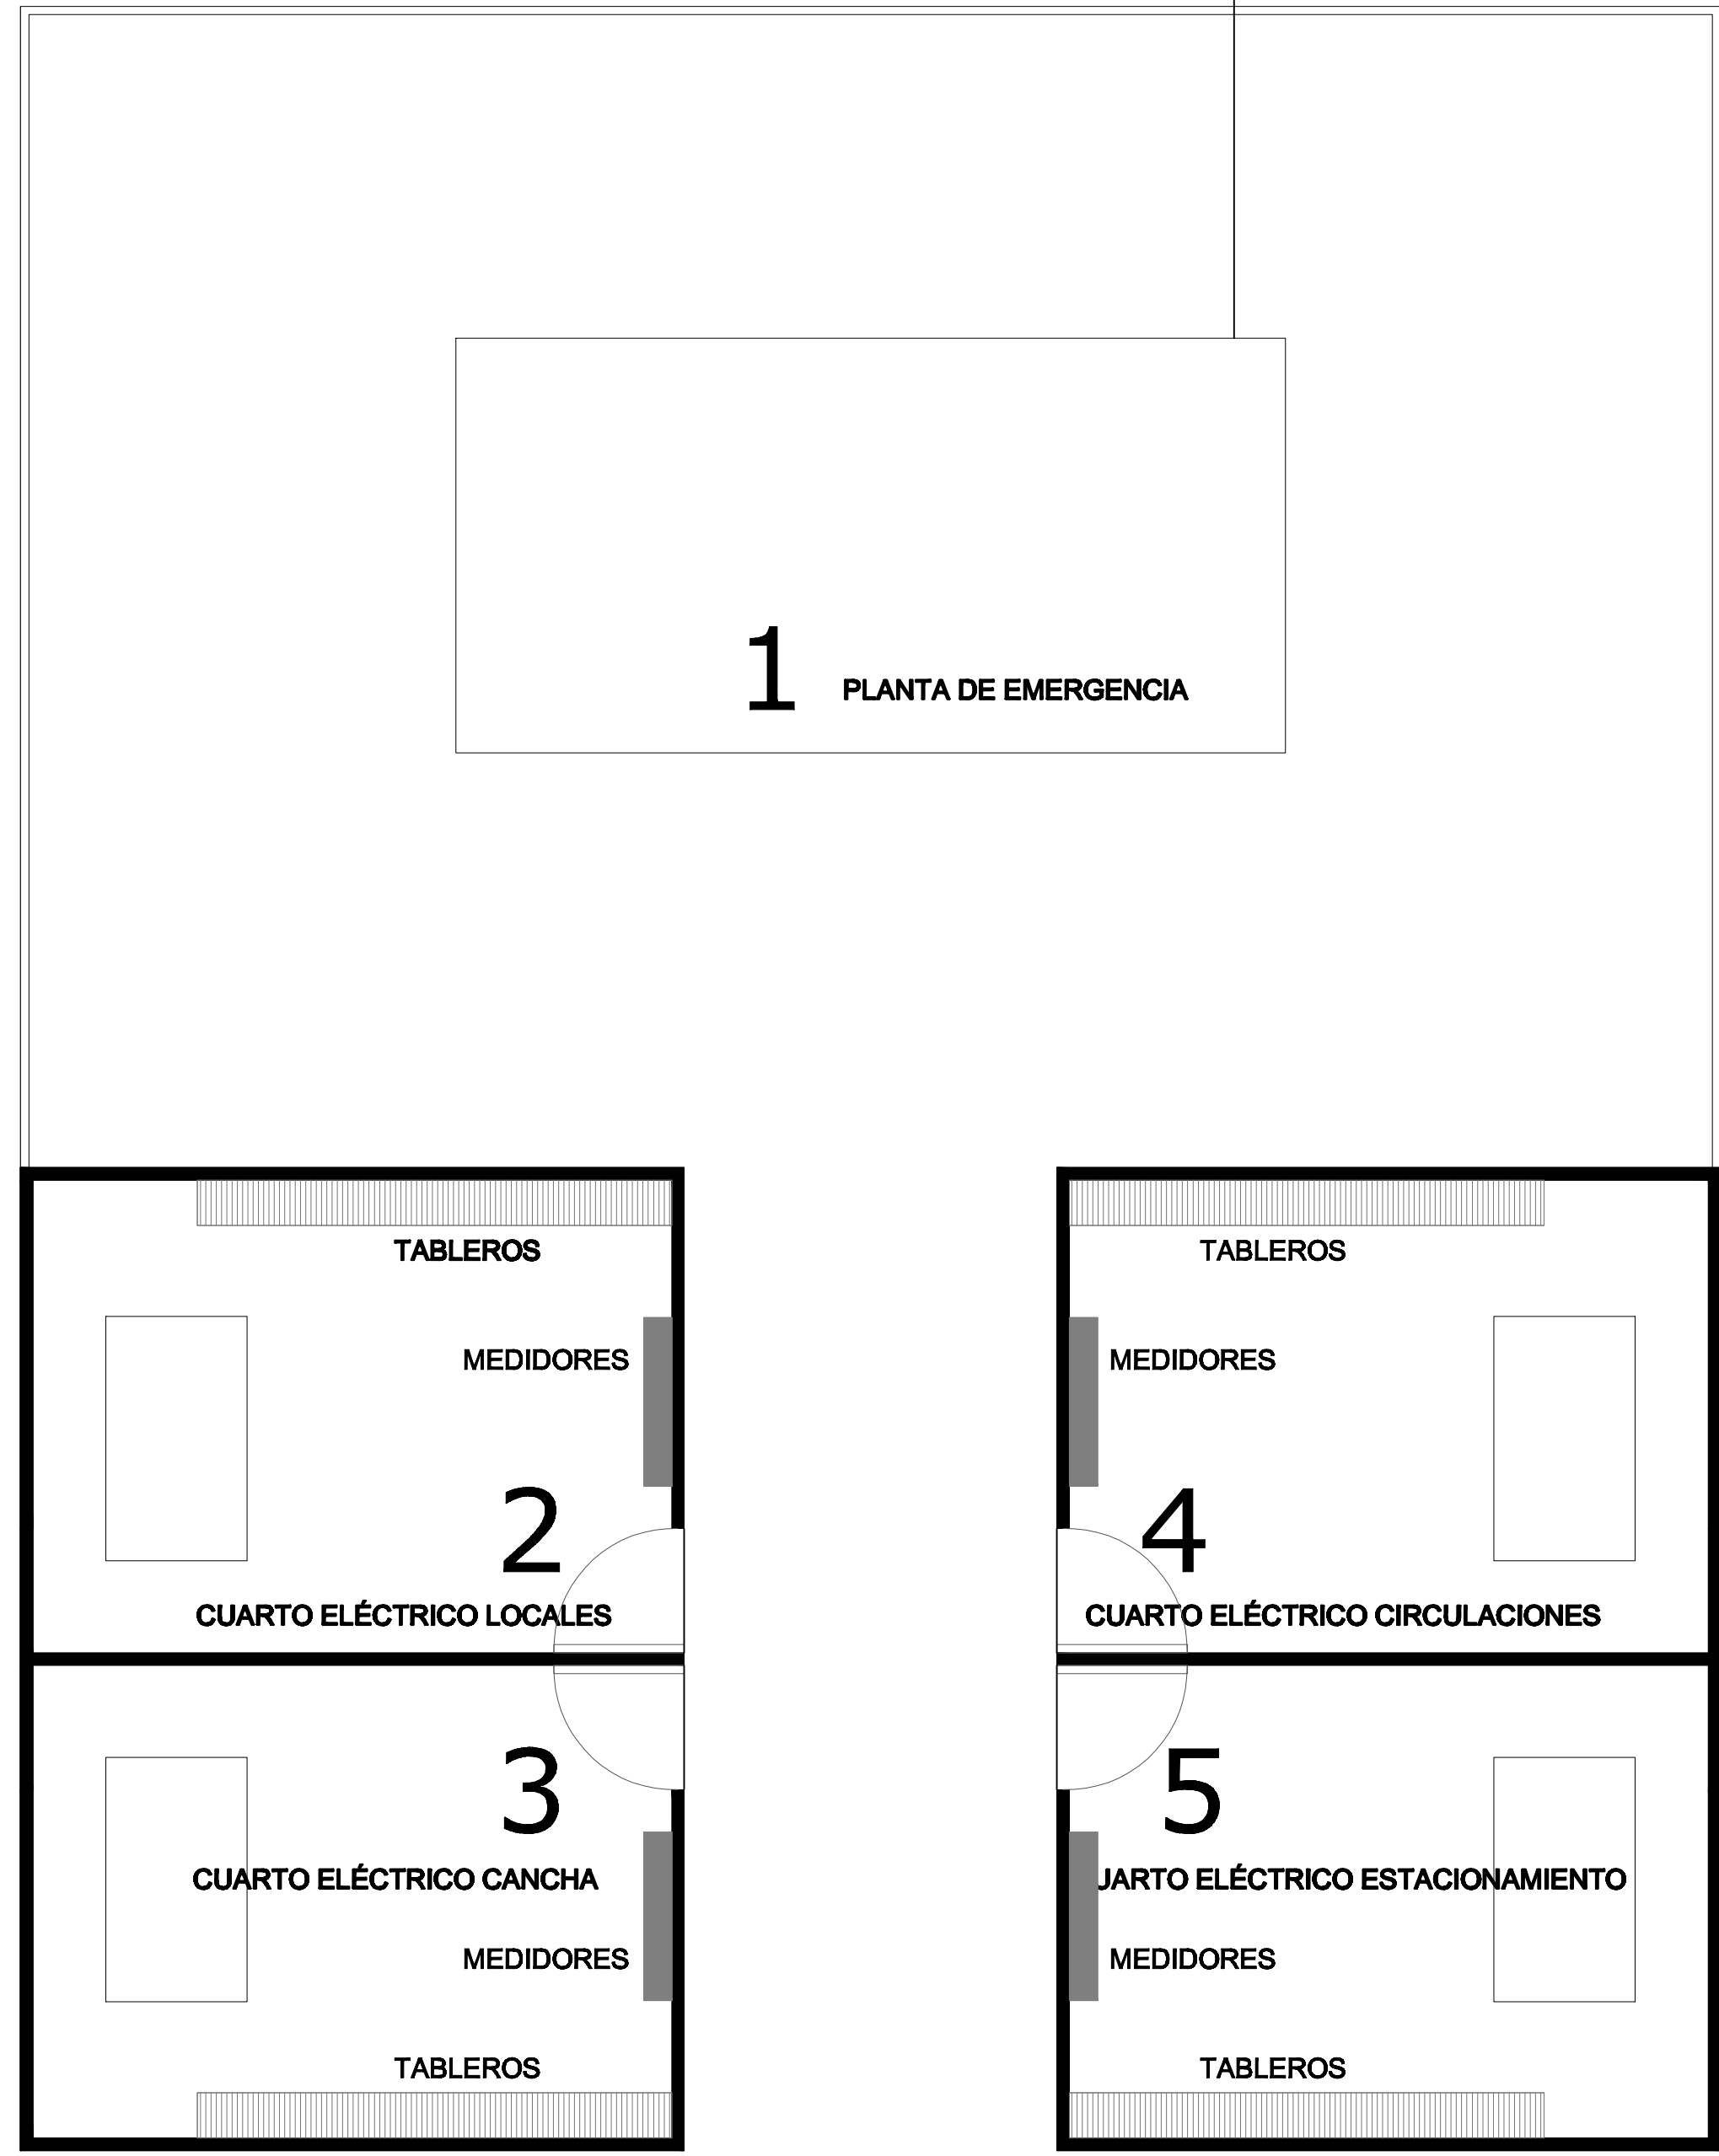 1 PLANTA DE EMERGENCIA
TABLEROS
MEDIDORES
2
CUARTO ELÉCTRICO LOCALES
TABLEROS
MEDIDORES
4
CUARTO ELÉCTRICO CIRCULACIONES
3
CUARTO ELÉCTRICO CANCHA
MEDIDORES
TABLEROS
5
UARTO ELÉCTRICO ESTACIONAMIENTO
MEDIDORES
TABLEROS